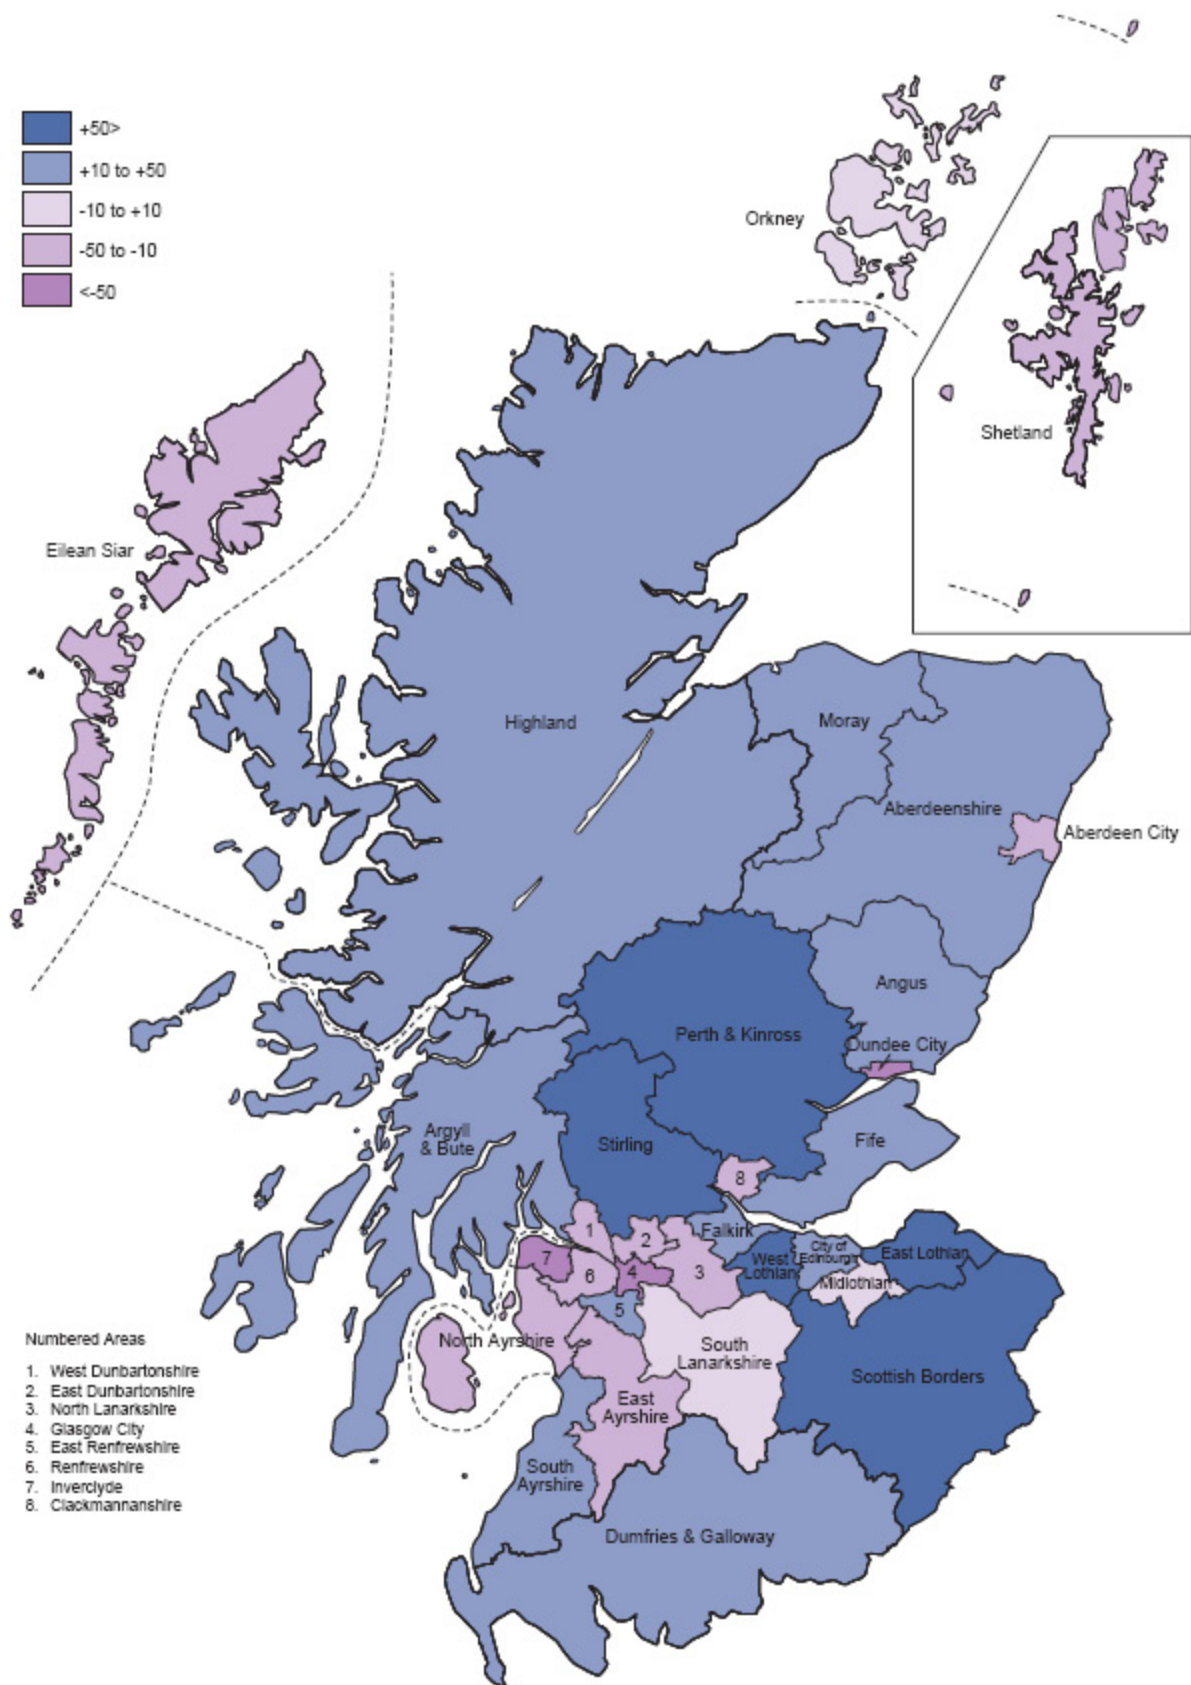 +50>
+10 to +50
-10 to +10
-50 to -10
<-50
Orkney
Shetland
Eilean Siar
Highland
Moray
Aberdeenshire
Aberdeen City
Angus
Perth & Kinross
Dundee City
Argyll
& Bute
Stirling
Fife
8
1
2
Falkirk
City of
Edinburgh
East Lothian
West
Lothian
7
6
4
3
Midlothian
5
North Ayrshire
South
Lanarkshire
Scottish Borders
East
Ayrshire
South
Ayrshire
Dumfries & Galloway
Numbered Areas
1. West Dunbartonshire
2. East Dunbartonshire
3. North Lanarkshire
4. Glasgow City
5. East Renfrewshire
6. Renfrewshire
7. Inverclyde
8. Clackmannanshire